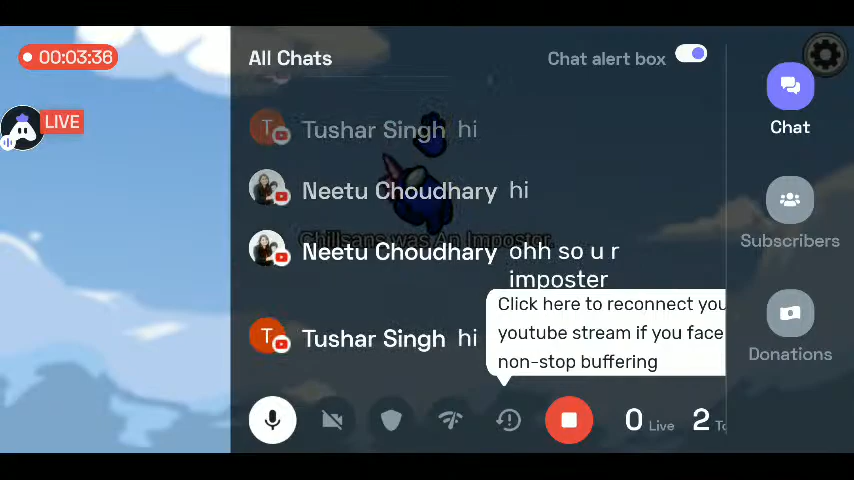 00:03:36
All Chats
Chat alert box
LIVE
Chat
Tushar Singh hi
Neetu Choudhary hi
Subscribers
Chillsans was An Imposter.
Neetu Choudhary ohh so u r
imposter
Click here to reconnect you
youtube stream if you face
non-stop buffering
Tushar Singh hi
Donations
0 Live 2